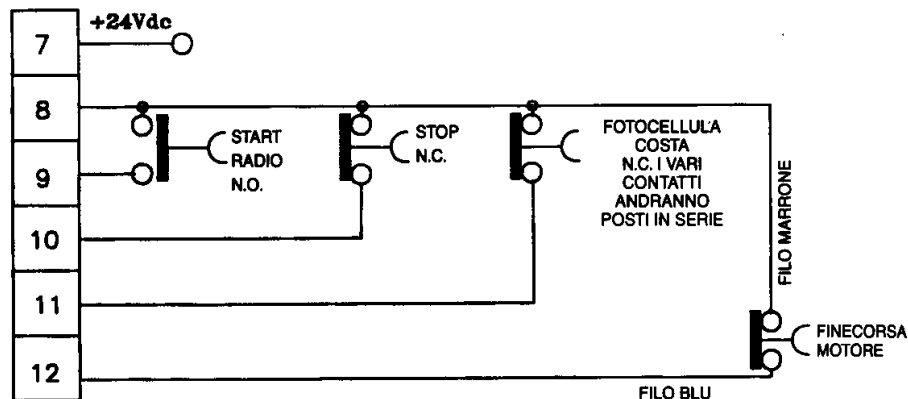 +24Vdc
7
8
9
10
11
12
START
RADIO
N.O.
STOP
N.C.
FOTOCELLULA
COSTA
N.C. I VARI
CONTATTI
ANDRANNO
POSTI IN SERIE
FILO MARRONE
FINECORSA
MOTORE
FILO BLU